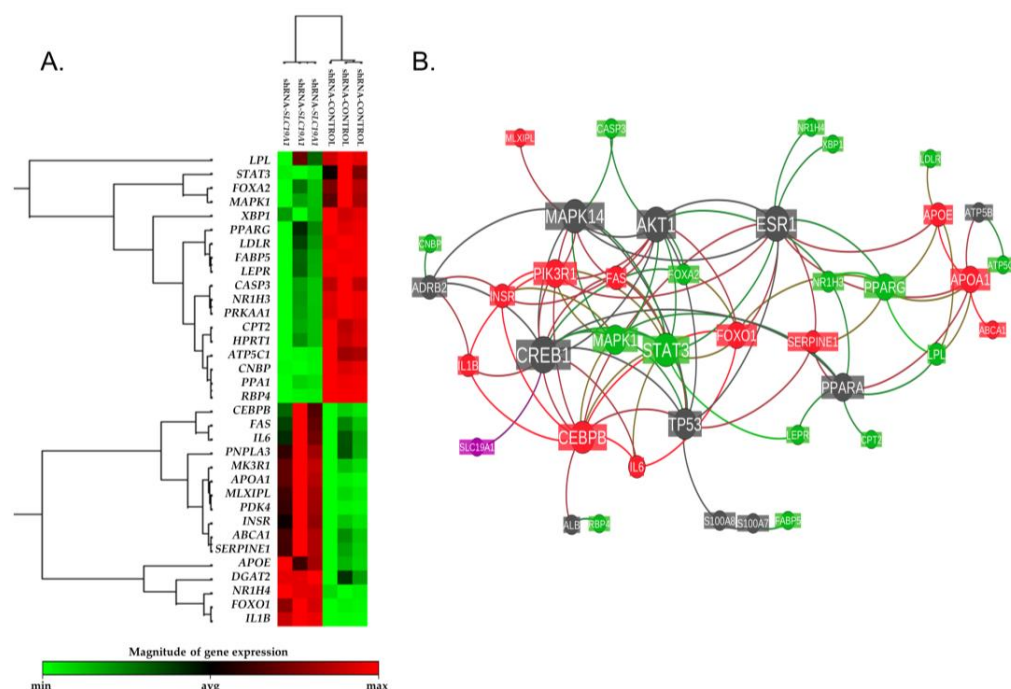 A.
B.
shRNA-SLC19A1
shRNA-SLC19A1
shRNA-SLC19A1
shRNA-CONTROL
shRNA-CONTROL
shRNA-CONTROL
LPL
STAT3
FOXA2
MAPK1
XBP1
PPARG
LDLR
FABP5
LEPR
CASP3
NR1H3
PRKAA1
CPT2
HPRT1
ATP5C1
CNBP
PPA1
RBP4
CEBPB
FAS
IL6
PNPLA3
MK3R1
APOA1
MLXIPL
PDK4
INSR
ABCA1
SERPINE1
APOE
DGAT2
NR1H4
FOXO1
IL1B
Magnitude of gene expression
min avg max
MLXIPL
CASP3
NR1H4
XBP1
LDLR
MAPK14
AKT1
ESR1
APOE
ATP5B
CNBP
ADRB2
PIK3R1
FAS
FOXA2
NR1H3
PPARG
APOA1
INSR
ABCA1
CREB1
MAPK1
STAT3
FOXO1
SERPINE1
LPL
IL1B
PPARA
SLC19A1
CEBPB
TP53
LEPR
IL6
ALB
RBP4
S100A8
S100A7
FABP5